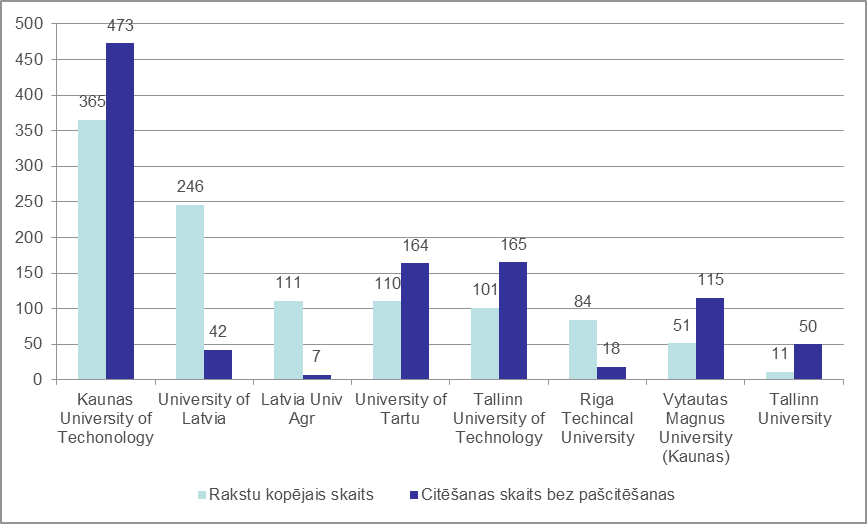 500
450
400
350
300
250
200
150
100
50
0
365
473
246
42
111
7
110
164
101
165
84
18
51
115
11
50
Kaunas
University of
Techonology
University of
Latvia
Latvia Univ
Agr
University of
Tartu
Tallinn
University of
Technology
Riga
Techincal
University
Vytautas
Magnus
University
(Kaunas)
Tallinn
University
Rakstu kopējais skaits
Citēšanas skaits bez pašcitēšanas